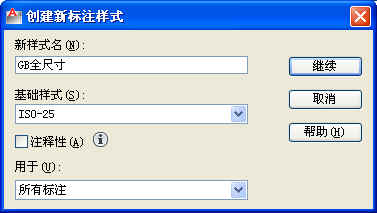 创建新标注样式
新样式名(N):
GB全尺寸
继续
基础样式(S):
ISO-25
取消
注释性(A)
帮助(H)
用于(U):
所有标注